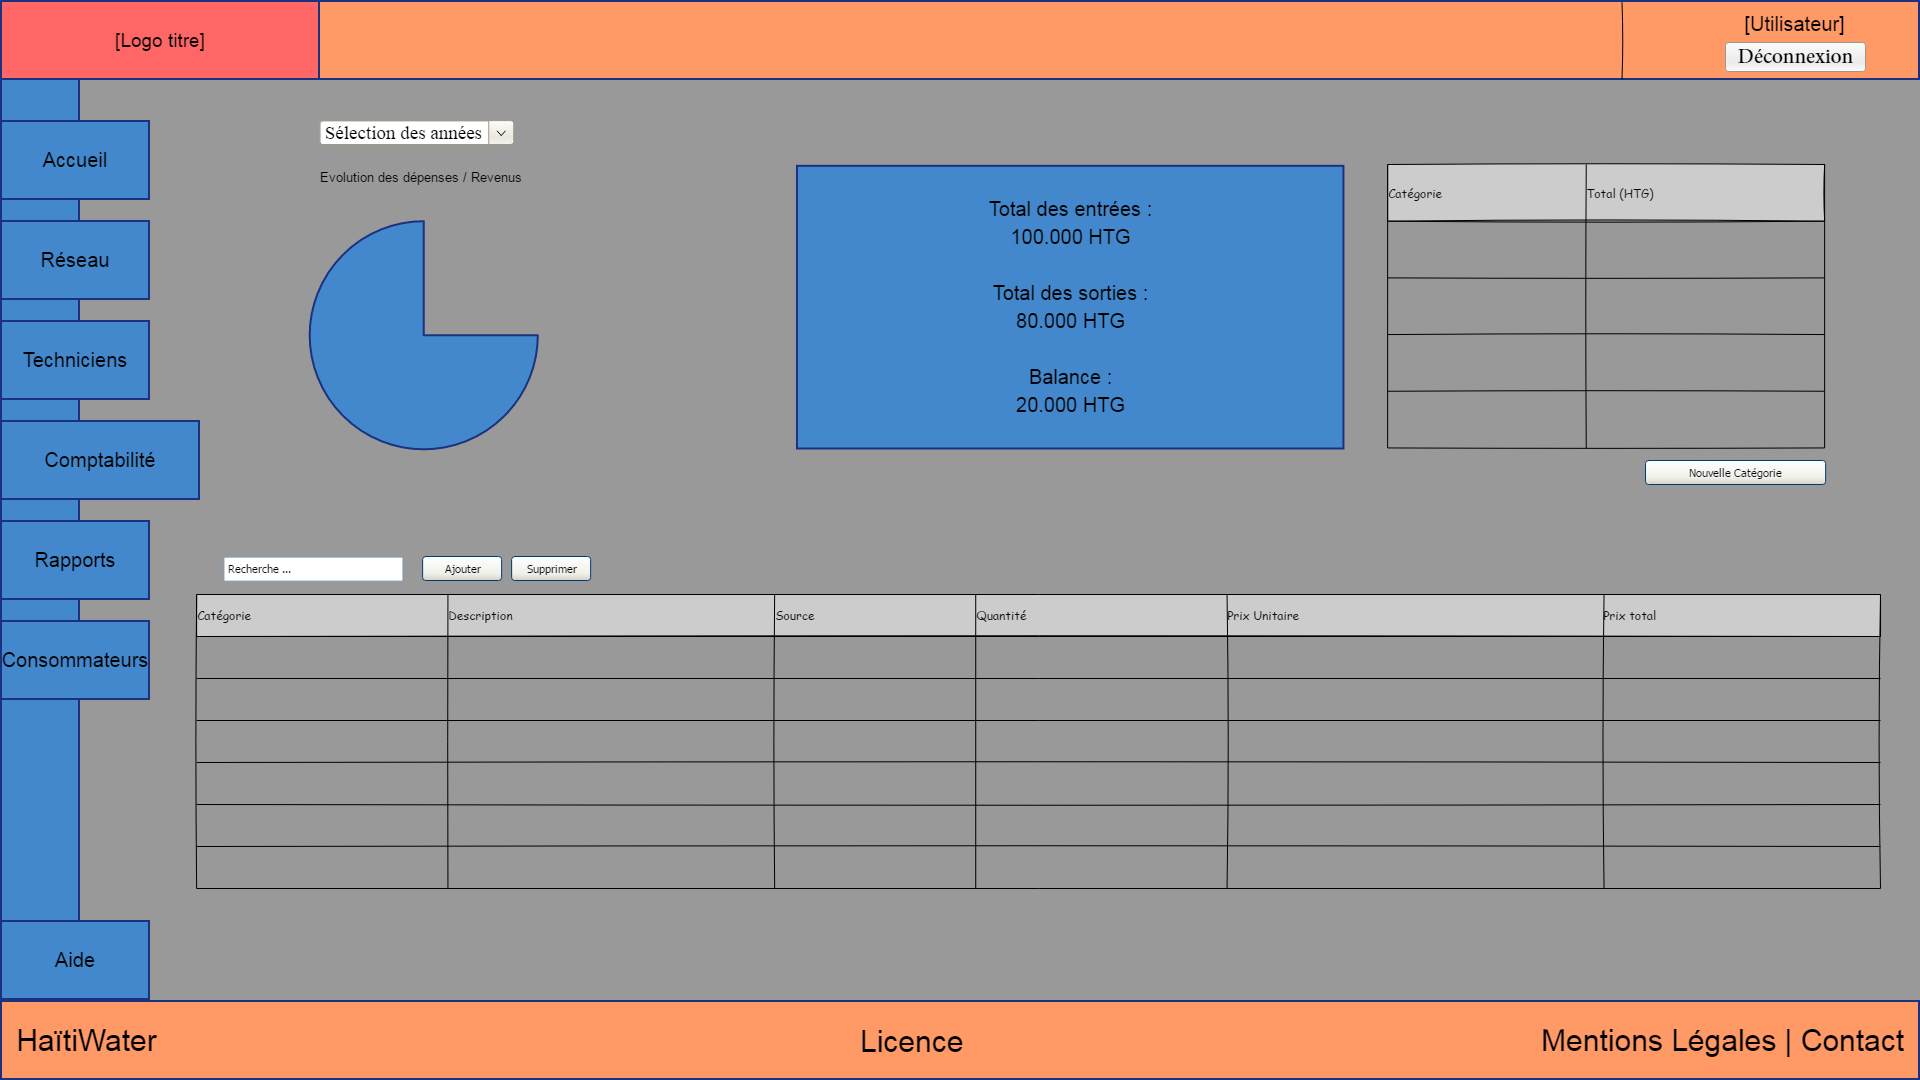 [Logo titre]
[Utilisateur]
Déconnexion
Accueil
Réseau
Techniciens
Comptabilité
Rapports
Consommateurs
Aide
Sélection des années
Evolution des dépenses / Revenus
Total des entrées :
100.000 HTG
Total des sorties :
80.000 HTG
Balance :
20.000 HTG
Catégorie Total (HTG)
Nouvelle Catégorie
Recherche ... Ajouter Supprimer
Catégorie Description Source Quantité Prix Unitaire Prix total
HaïtiWater Licence Mentions Légales | Contact